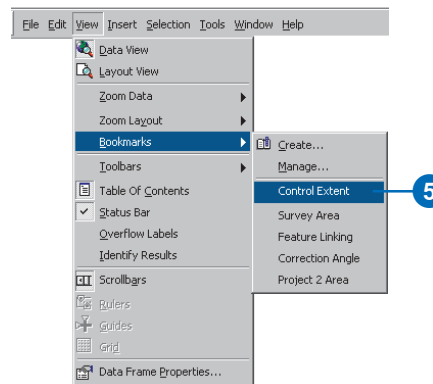 File Edit View Insert Selection Tools Window Help
Data View
Layout View
Zoom Data
Zoom Layout
Bookmarks
Toolbars
Table Of Contents
Status Bar
Overflow Labels
Identify Results
Scrollbars
Rulers
Guides
Grid
Data Frame Properties...
Create...
Manage...
Control Extent
5
Survey Area
Feature Linking
Correction Angle
Project 2 Area